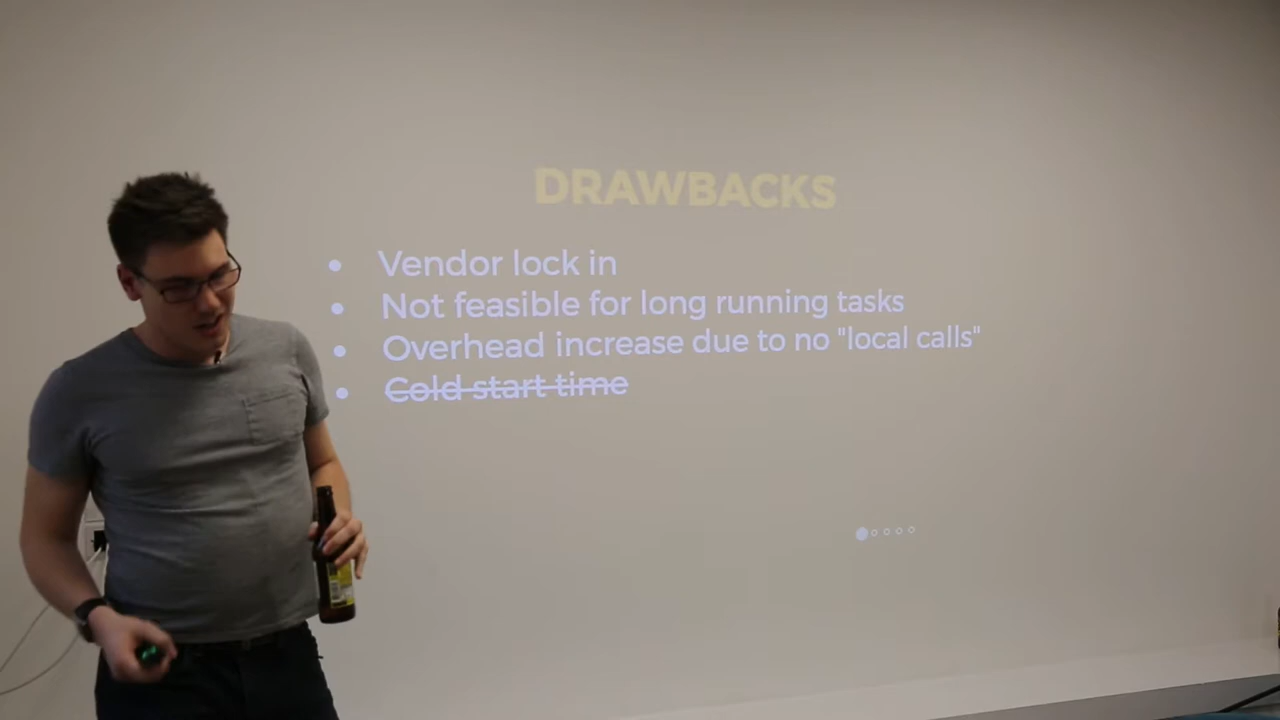 DRAWBACKS
Vendor lock in
Not feasible for long running tasks
Overhead increase due to no "local calls"
Cold start time